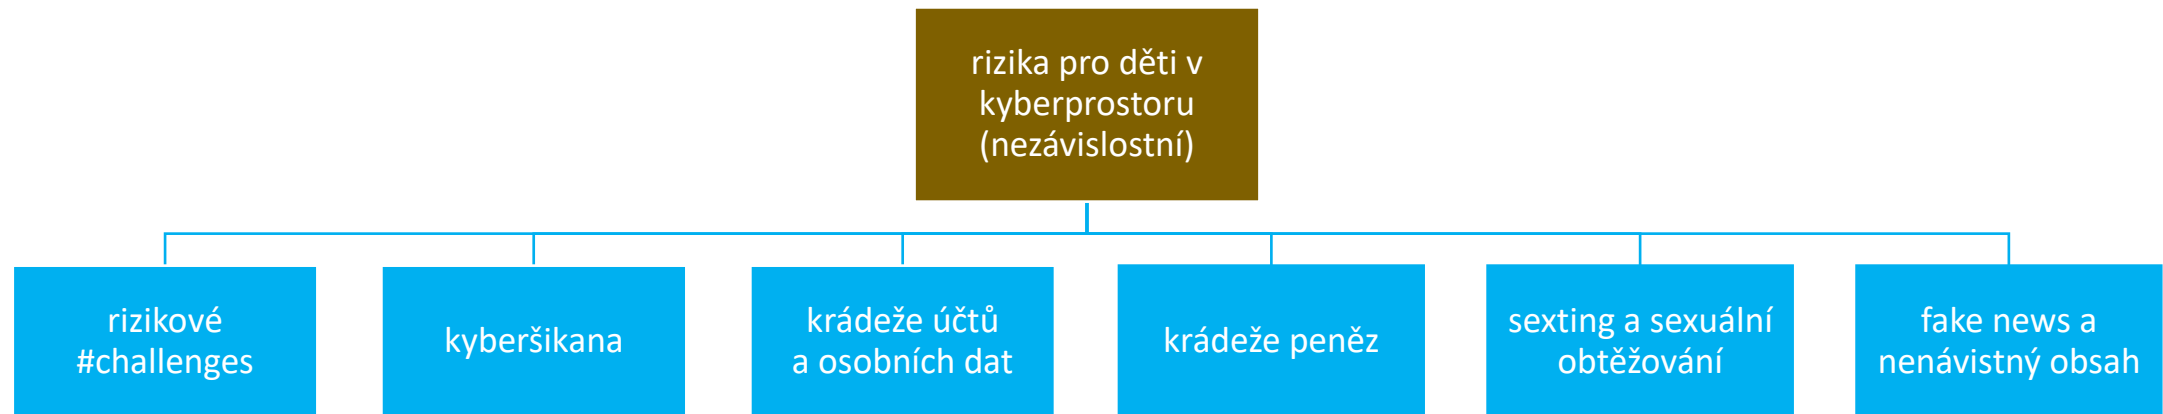 rizika pro děti v
kyberprostoru
(nezávislostní)
rizikové
#challenges
kyberšikana
krádeže účtů
a osobních dat
krádeže peněz
sexting a sexuální
obtěžování
fake news a
nenávistný obsah